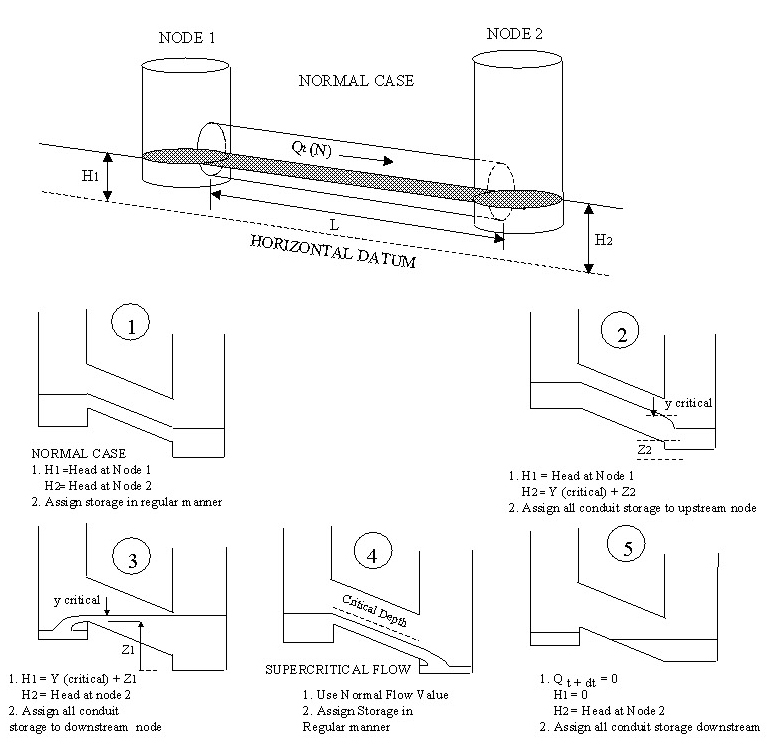 NODE 1
NODE 2
NORMAL CASE
Qt (N)
H1
L
H2
HORIZONTAL DATUM
1
NORMAL CASE
1. H1 =Head at Node 1
H2= Head at Node 2
2. Assign storage in regular manner
2
y critical
Z2
1. H1 = Head at Node 1
H2= Y (critical) + Z2
2. Assign all conduit storage to upstream node
3
y critical
Z1
1. H1 = Y (critical) + Z1
H2 = Head at node 2
2. Assign all conduit
storage to downstream node
4
Critical Depth
SUPERCRITICAL FLOW
1. Use Normal Flow Value
2. Assign Storage in
Regular manner
5
1. Q t + dt = 0
H1 = 0
H2 = Head at Node 2
2. Assign all conduit storage downstream